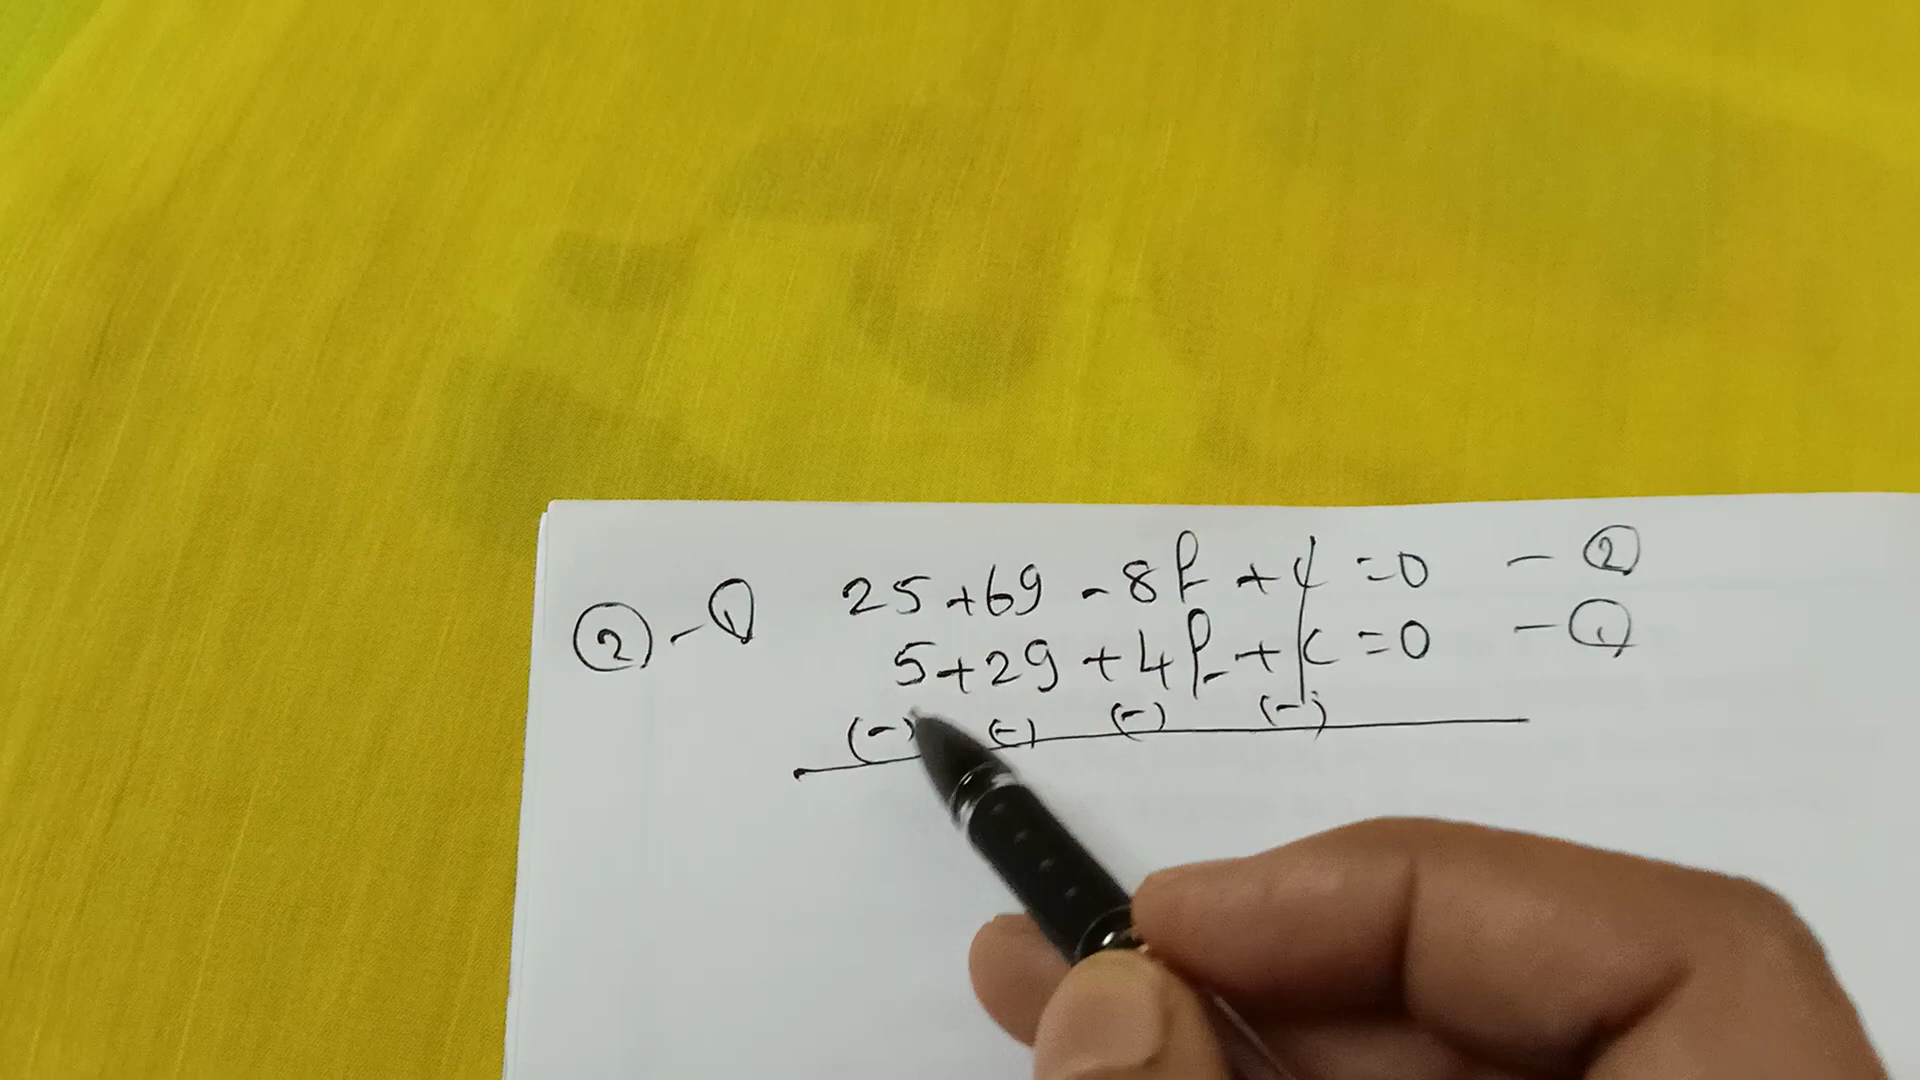 ② - ① 25 + 6g - 8f + c = 0 - ②
5 + 2g + 4f + c = 0 - ①
(-) (-) (-) (-)